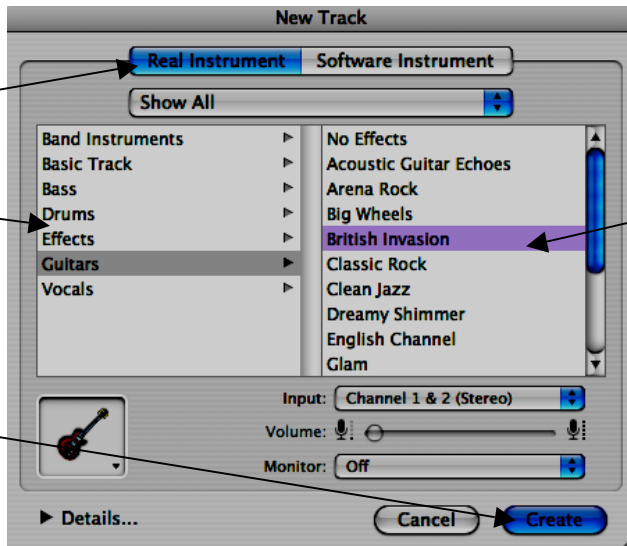 New Track
Real Instrument Software Instrument
Show All
Band Instruments
Basic Track
Bass
Drums
Effects
Guitars
Vocals
No Effects
Acoustic Guitar Echoes
Arena Rock
Big Wheels
British Invasion
Classic Rock
Clean Jazz
Dreamy Shimmer
English Channel
Glam
Input: Channel 1 & 2 (Stereo)
Volume:
Monitor: Off
Details... Cancel Create